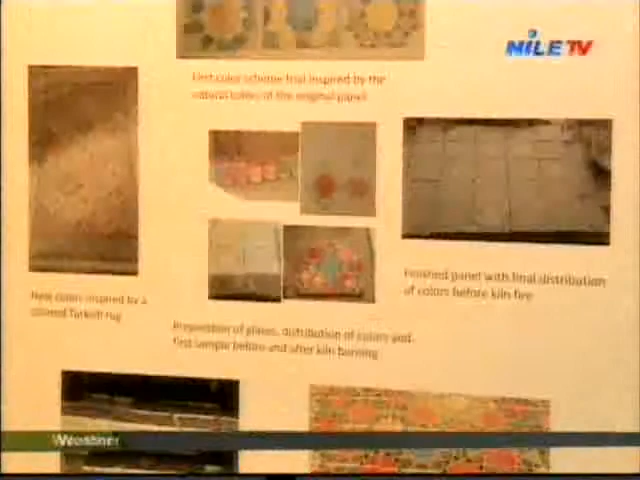 NiLE TV
First color scheme trial inspired by the
natural colors of the original panel
Finished panel with final distribution
of colors before kiln fire
New colors inspired by a
colored Turkish rug
Preparation of pieces, distribution of colors and
first sample before and after kiln burning